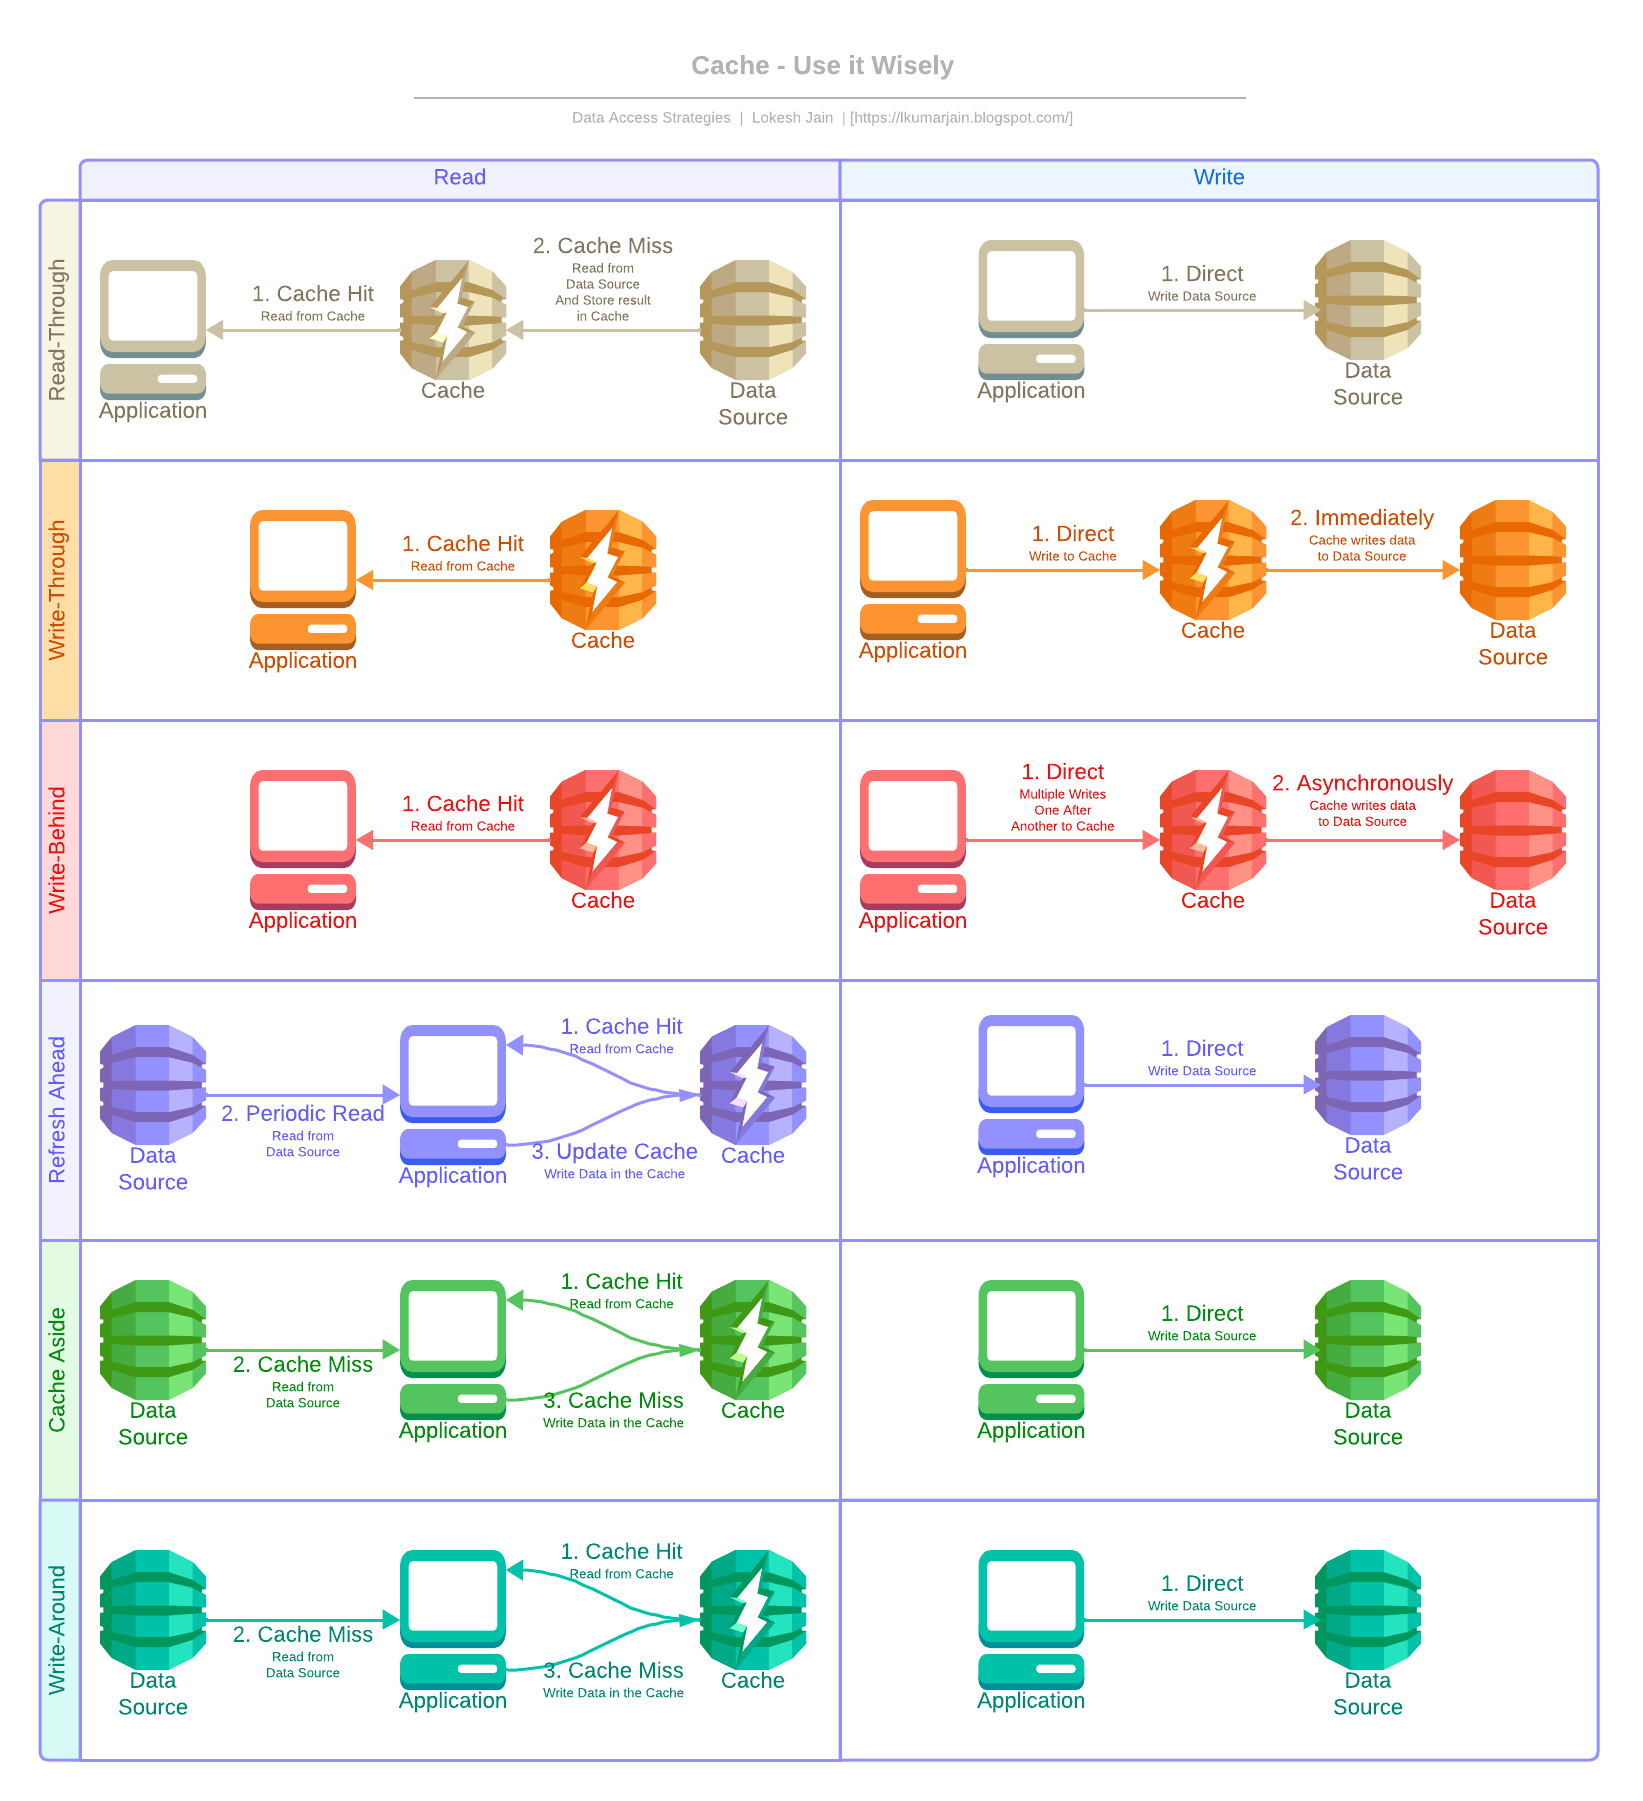 Cache - Use it Wisely
Data Access Strategies | Lokesh Jain | [https://lkumarjain.blogspot.com/]
Read
Write
Read-Through
1. Cache Hit
Read from Cache
2. Cache Miss
Read from
Data Source
And Store result
in Cache
Application
Cache
Data
Source
1. Direct
Write Data Source
Application
Data
Source
Write-Through
1. Cache Hit
Read from Cache
Application
Cache
1. Direct
Write to Cache
2. Immediately
Cache writes data
to Data Source
Application
Cache
Data
Source
Write-Behind
1. Cache Hit
Read from Cache
Application
Cache
1. Direct
Multiple Writes
One After
Another to Cache
2. Asynchronously
Cache writes data
to Data Source
Application
Cache
Data
Source
Refresh Ahead
1. Cache Hit
Read from Cache
2. Periodic Read
Read from
Data Source
3. Update Cache
Write Data in the Cache
Data
Source
Application
Cache
1. Direct
Write Data Source
Application
Data
Source
Cache Aside
1. Cache Hit
Read from Cache
2. Cache Miss
Read from
Data Source
3. Cache Miss
Write Data in the Cache
Data
Source
Application
Cache
1. Direct
Write Data Source
Application
Data
Source
Write-Around
1. Cache Hit
Read from Cache
2. Cache Miss
Read from
Data Source
3. Cache Miss
Write Data in the Cache
Data
Source
Application
Cache
1. Direct
Write Data Source
Application
Data
Source